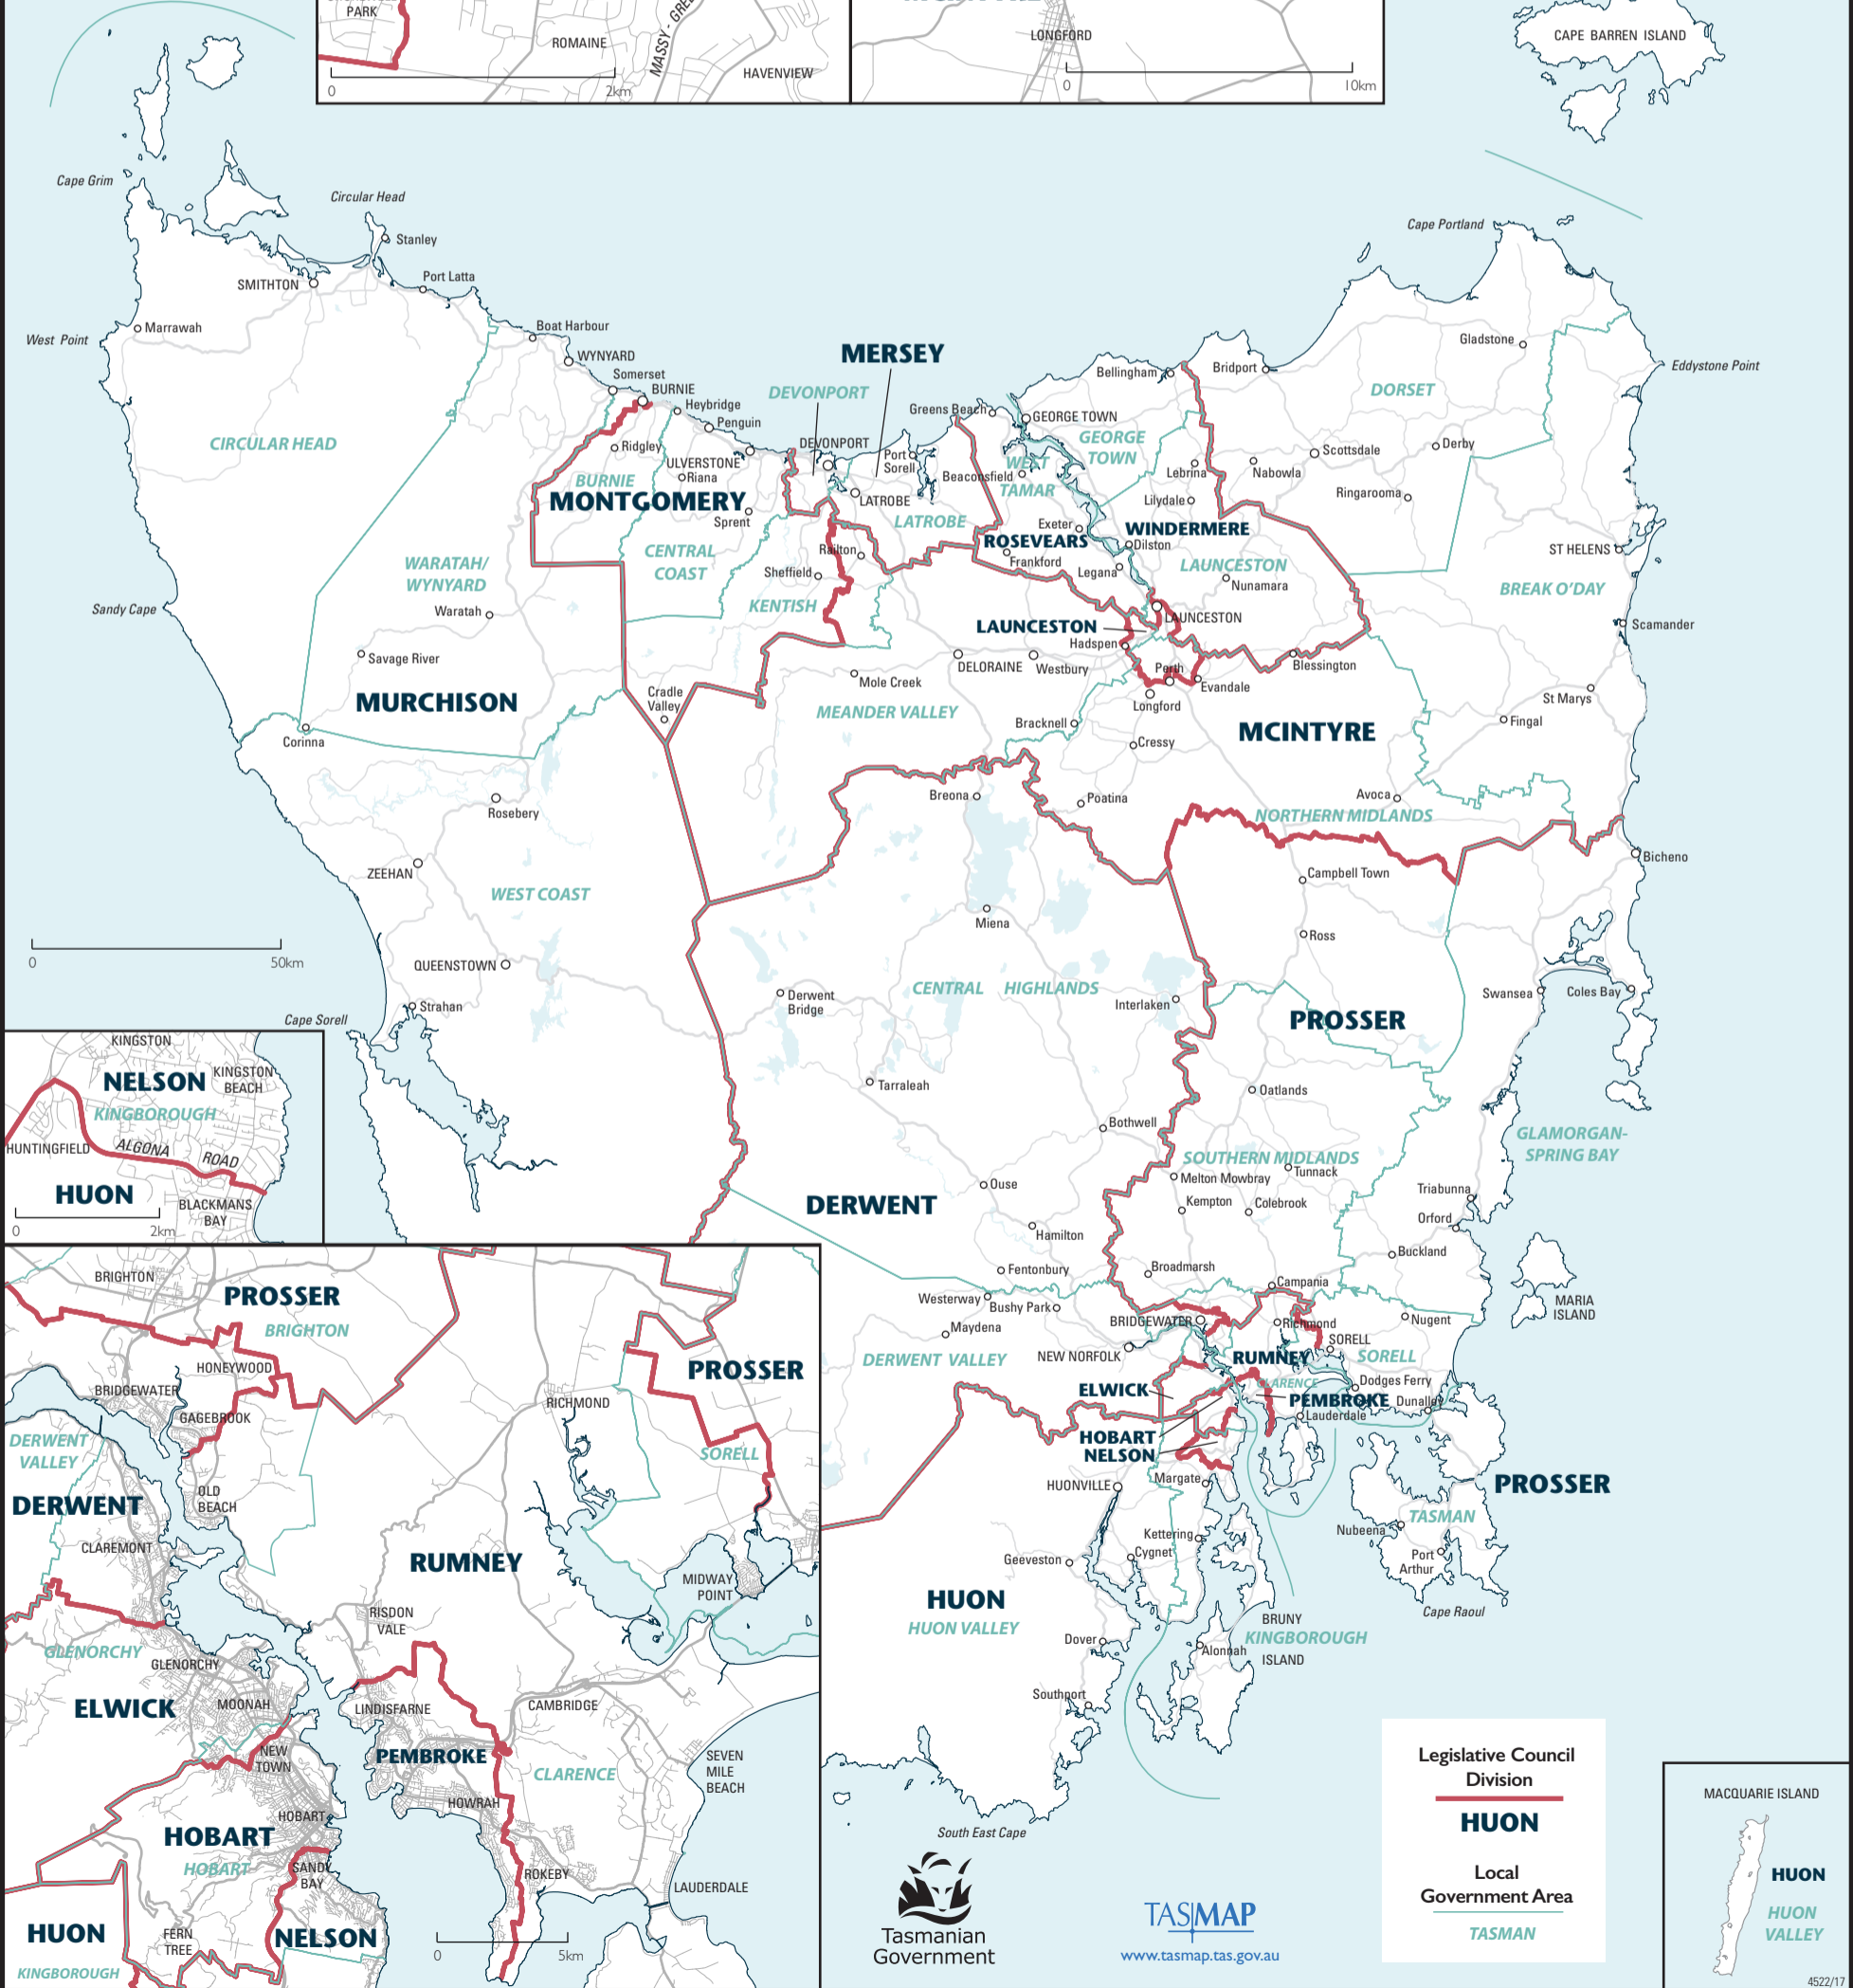 PARK
ROMAINE
MASSY - GRE
HAVENVIEW
0
2km
LONGFORD
0
10km
CAPE BARREN ISLAND
Cape Grim
Circular Head
Stanley
SMITHTON
Port Latta
Marrawah
West Point
Boat Harbour
WYNYARD
Somerset
BURNIE
Heybridge
Penguin
CIRCULAR HEAD
MERSEY
DEVONPORT
DEVONPORT
Greens Beach
Port
Sorell
Bellingham
Bridport
Cape Portland
Gladstone
Eddystone Point
GEORGE TOWN
GEORGE
TOWN
DORSET
Ridgley
ULVERSTONE
Riana
BURNIE
MONTGOMERY
Sprent
LATROBE
LATROBE
Beaconsfield
WEST
TAMAR
Lebrina
Nabowla
Scottsdale
Derby
Ringarooma
Lilydale
Exeter
WINDERMERE
ROSEVEARS
Dilston
Frankford
Legana
LAUNCESTON
Nunamara
ST HELENS
BREAK O'DAY
WARATAH/
WYNYARD
Waratah
CENTRAL
COAST
Railton
Sheffield
KENTISH
Sandy Cape
Savage River
LAUNCESTON
LAUNCESTON
Hadspen
Scamander
DELORAINE
Westbury
Perth
Blessington
Evandale
Longford
Mole Creek
Cradle
Valley
MURCHISON
MEANDER VALLEY
Bracknell
Cressy
MCINTYRE
St Marys
Fingal
Corinna
Rosebery
Breona
Poatina
Avoca
NORTHERN MIDLANDS
Bicheno
ZEEHAN
WEST COAST
Campbell Town
Miena
Ross
0
50km
QUEENSTOWN
Strahan
Cape Sorell
Derwent
Bridge
CENTRAL HIGHLANDS
Interlaken
PROSSER
Swansea
Coles Bay
Tarraleah
Oatlands
Bothwell
GLAMORGAN-
SPRING BAY
SOUTHERN MIDLANDS
Tunnack
Melton Mowbray
Kempton
Colebrook
Ouse
DERWENT
Hamilton
Triabunna
Orford
Buckland
Fentonbury
Broadmarsh
Campania
MARIA
ISLAND
Westerway
Bushy Park
Maydena
BRIDGEWATER
Richmond
Nugent
SORELL
NEW NORFOLK
RUMNEY
SORELL
DERWENT VALLEY
ELWICK
CLARENCE
Dodges Ferry
PEMBROKE
Dunalley
Lauderdale
HOBART
NELSON
PROSSER
HUONVILLE
Margate
TASMAN
Kettering
Nubeena
Cygnet
Geeveston
Port
Arthur
HUON
HUON VALLEY
Cape Raoul
BRUNY
ISLAND
KINGBOROUGH
Dover
Alonnah
Southport
South East Cape
KINGSTON
NELSON
KINGSTON
BEACH
KINGBOROUGH
HUNTINGFIELD
ALGONA ROAD
HUON
BLACKMANS
BAY
0
2km
BRIGHTON
PROSSER
BRIGHTON
HONEYWOOD
BRIDGEWATER
GAGEBROOK
RICHMOND
PROSSER
SORELL
DERWENT
VALLEY
OLD
BEACH
DERWENT
CLAREMONT
RUMNEY
MIDWAY
POINT
RISDON
VALE
GLENORCHY
GLENORCHY
ELWICK
MOONAH
LINDISFARNE
CAMBRIDGE
NEW
TOWN
PEMBROKE
CLARENCE
SEVEN
MILE
BEACH
HOWRAH
HOBART
HOBART
HOBART
SANDY
BAY
ROKEBY
LAUDERDALE
HUON
FERN
TREE
NELSON
KINGBOROUGH
0
5km
Tasmanian
Government
TASMAP
www.tasmap.tas.gov.au
Legislative Council
Division
HUON
Local
Government Area
TASMAN
MACQUARIE ISLAND
HUON
HUON
VALLEY
4522/17